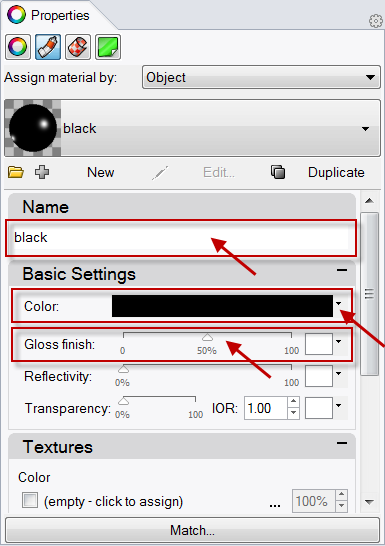 Properties
Assign material by: Object
black
New Edit... Duplicate
Name
black
Basic Settings
Color:
Gloss finish:
0 50% 100
Reflectivity:
0% 100
Transparency: IOR: 1.00
0% 100
Textures
Color
(empty - click to assign) ... 100%
Match...